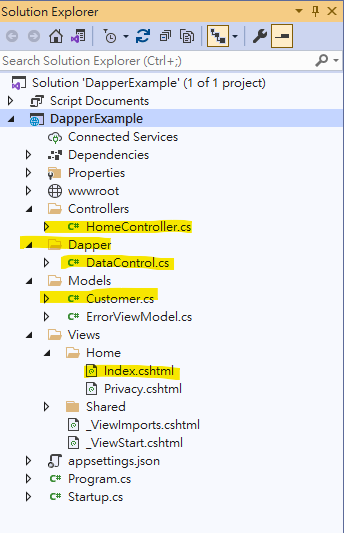 Solution Explorer
Search Solution Explorer (Ctrl+;)
Solution 'DapperExample' (1 of 1 project)
Script Documents
DapperExample
Connected Services
Dependencies
Properties
wwwroot
Controllers
C# HomeController.cs
Dapper
C# DataControl.cs
Models
C# Customer.cs
C# ErrorViewModel.cs
Views
Home
Index.cshtml
Privacy.cshtml
Shared
_ViewImports.cshtml
_ViewStart.cshtml
appsettings.json
C# Program.cs
C# Startup.cs